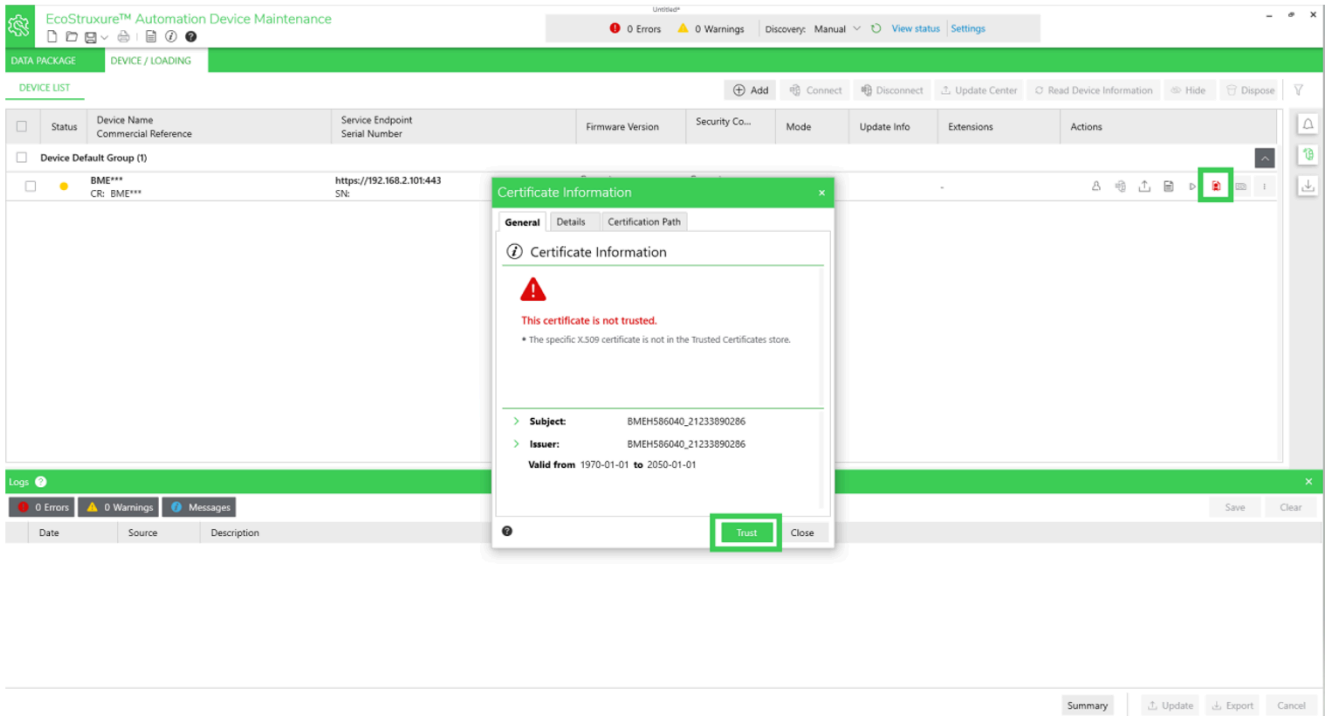 Untitled*
EcoStruxure™ Automation Device Maintenance
0 Errors 0 Warnings Discovery: Manual View status Settings
DATA PACKAGE DEVICE / LOADING
DEVICE LIST
Add Connect Disconnect Update Center Read Device Information Hide Dispose
Status Device Name Service Endpoint Firmware Version Security Co... Mode Update Info Extensions Actions
Commercial Reference Serial Number
Device Default Group (1)
BME*** https://192.168.2.101:443
CR: BME*** SN: -
Certificate Information
General Details Certification Path
Certificate Information
This certificate is not trusted.
• The specific X.509 certificate is not in the Trusted Certificates store.
Subject: BMEH586040_21233890286
Issuer: BMEH586040_21233890286
Valid from 1970-01-01 to 2050-01-01
Trust Close
Logs
0 Errors 0 Warnings Messages Save Clear
Date Source Description
Summary Update Export Cancel